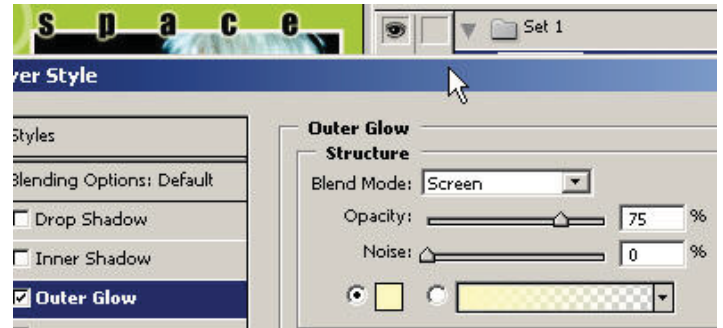 space
Set 1
yer Style
Styles
Outer Glow
Structure
Blending Options: Default
Blend Mode: Screen
Drop Shadow
Opacity: 75 %
Inner Shadow
Noise: 0 %
Outer Glow